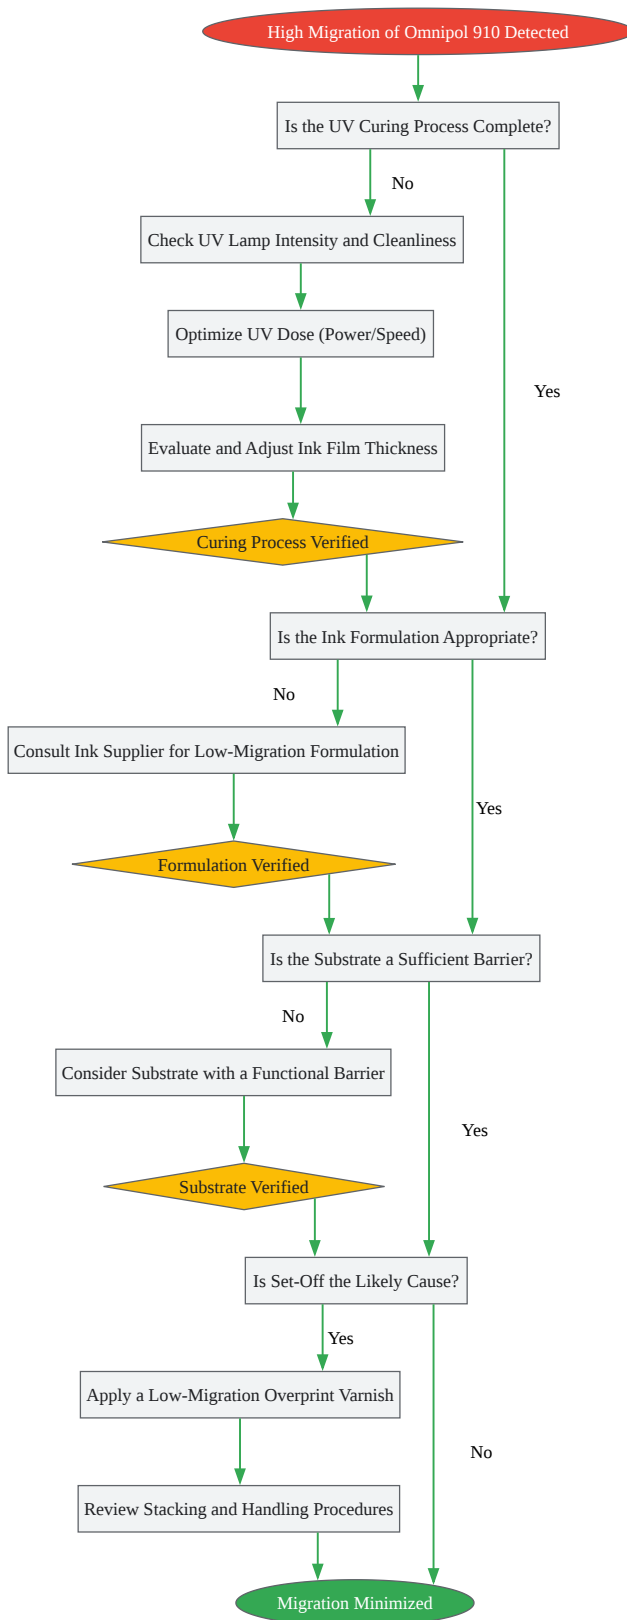 High Migration of Omnipol 910 Detected
Is the UV Curing Process Complete?
No
Check UV Lamp Intensity and Cleanliness
Optimize UV Dose (Power/Speed)
Yes
Evaluate and Adjust Ink Film Thickness
Curing Process Verified
Is the Ink Formulation Appropriate?
No
Consult Ink Supplier for Low-Migration Formulation
Yes
Formulation Verified
Is the Substrate a Sufficient Barrier?
No
Consider Substrate with a Functional Barrier
Yes
Substrate Verified
Is Set-Off the Likely Cause?
Yes
Apply a Low-Migration Overprint Varnish
No
Review Stacking and Handling Procedures
Migration Minimized